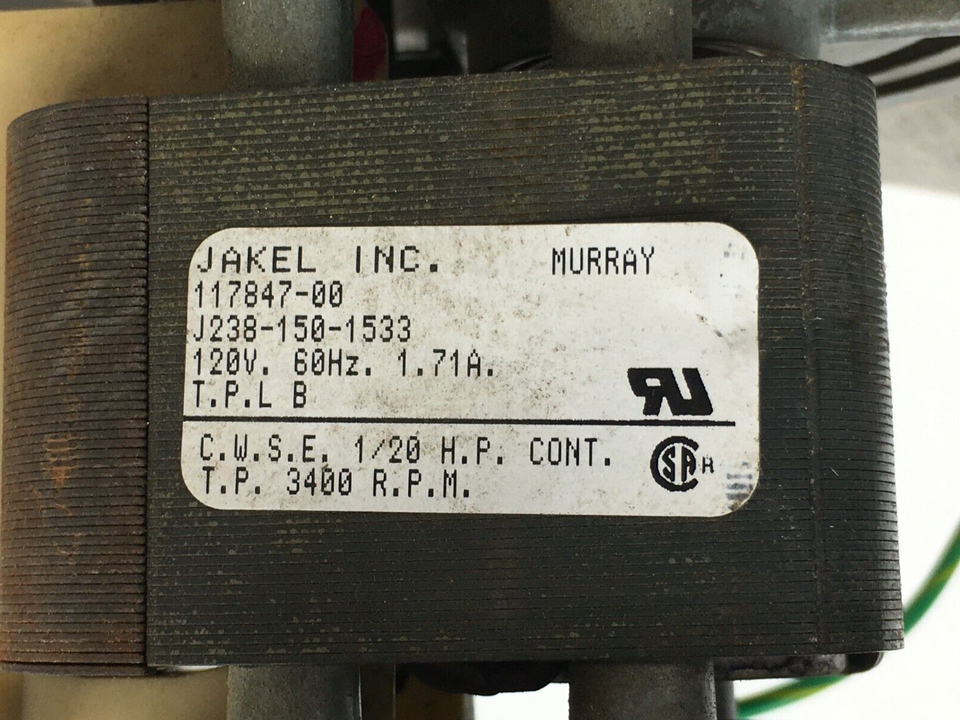 JAKEL INC. MURRAY
117847-00
J238-150-1533
120V. 60Hz. 1.71A.
T.P.L B
C.W.S.E. 1/20 H.P. CONT.
T.P. 3400 R.P.M.